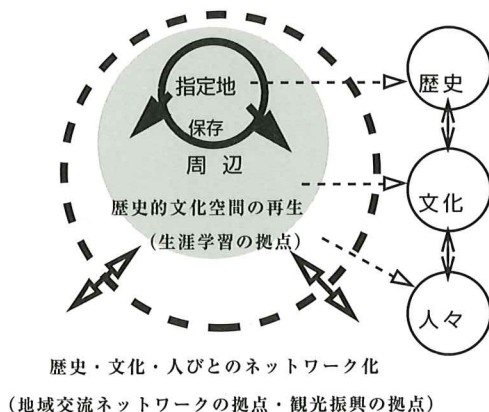 指定地
保存
周辺
歴史的文化空間の再生
(生涯学習の拠点)
歴史
文化
人々
歴史・文化・人びとのネットワーク化
(地域交流ネットワークの拠点・観光振興の拠点)